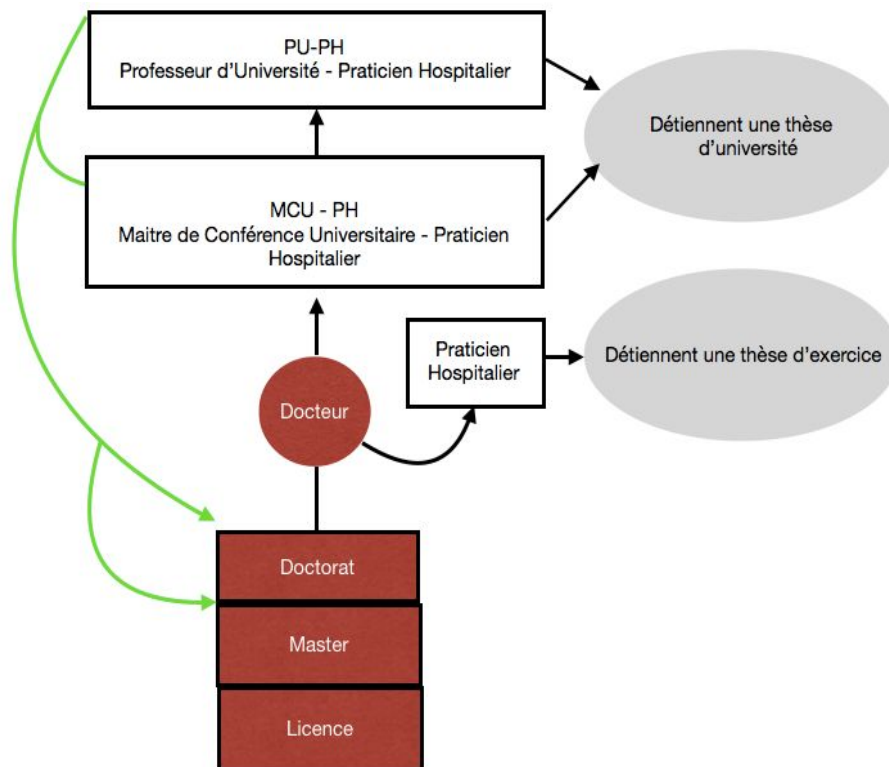 PU-PH
Professeur d'Université - Praticien Hospitalier
Détiennent une thèse
d'université
MCU - PH
Maitre de Conférence Universitaire - Praticien
Hospitalier
Praticien
Hospitalier
Détiennent une thèse d'exercice
Docteur
Doctorat
Master
Licence